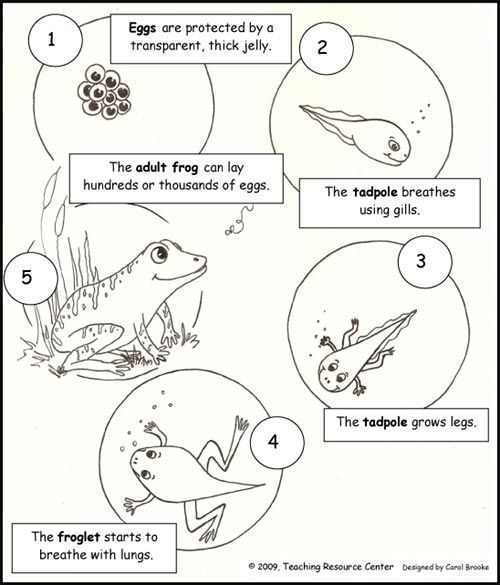 1
Eggs are protected by a
transparent, thick jelly.
2
The adult frog can lay
hundreds or thousands of eggs.
The tadpole breathes
using gills.
5
3
The tadpole grows legs.
4
The froglet starts to
breathe with lungs.
© 2009, Teaching Resource Center Designed by Carol Brooke